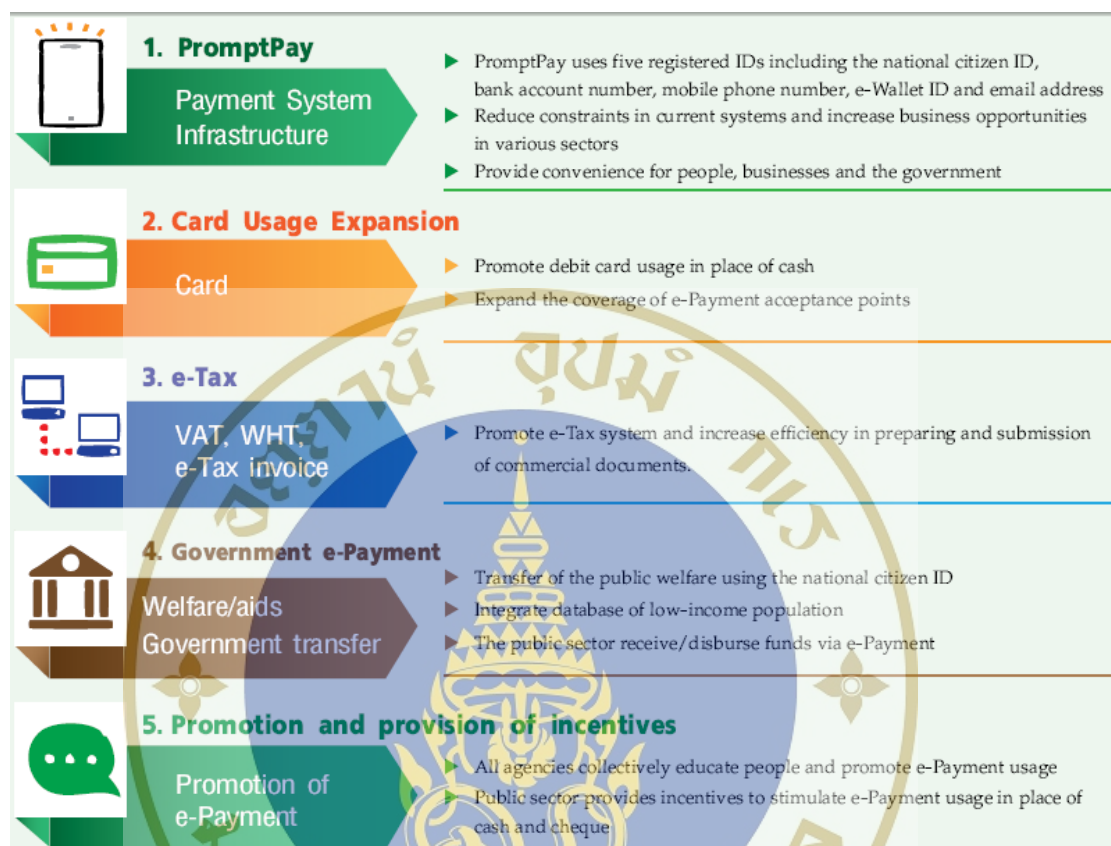 1. PromptPay
Payment System
Infrastructure
▶ PromptPay uses five registered IDs including the national citizen ID,
bank account number, mobile phone number, e-Wallet ID and email address
▶ Reduce constraints in current systems and increase business opportunities
in various sectors
▶ Provide convenience for people, businesses and the government
2. Card Usage Expansion
Card
▶ Promote debit card usage in place of cash
▶ Expand the coverage of e-Payment acceptance points
3. e-Tax
VAT, WHT,
e-Tax invoice
▶ Promote e-Tax system and increase efficiency in preparing and submission
of commercial documents.
4. Government e-Payment
Welfare/aids
Government transfer
▶ Transfer of the public welfare using the national citizen ID
▶ Integrate database of low-income population
▶ The public sector receive/disburse funds via e-Payment
5. Promotion and provision of incentives
Promotion of
e-Payment
▶ All agencies collectively educate people and promote e-Payment usage
▶ Public sector provides incentives to stimulate e-Payment usage in place of
cash and cheque